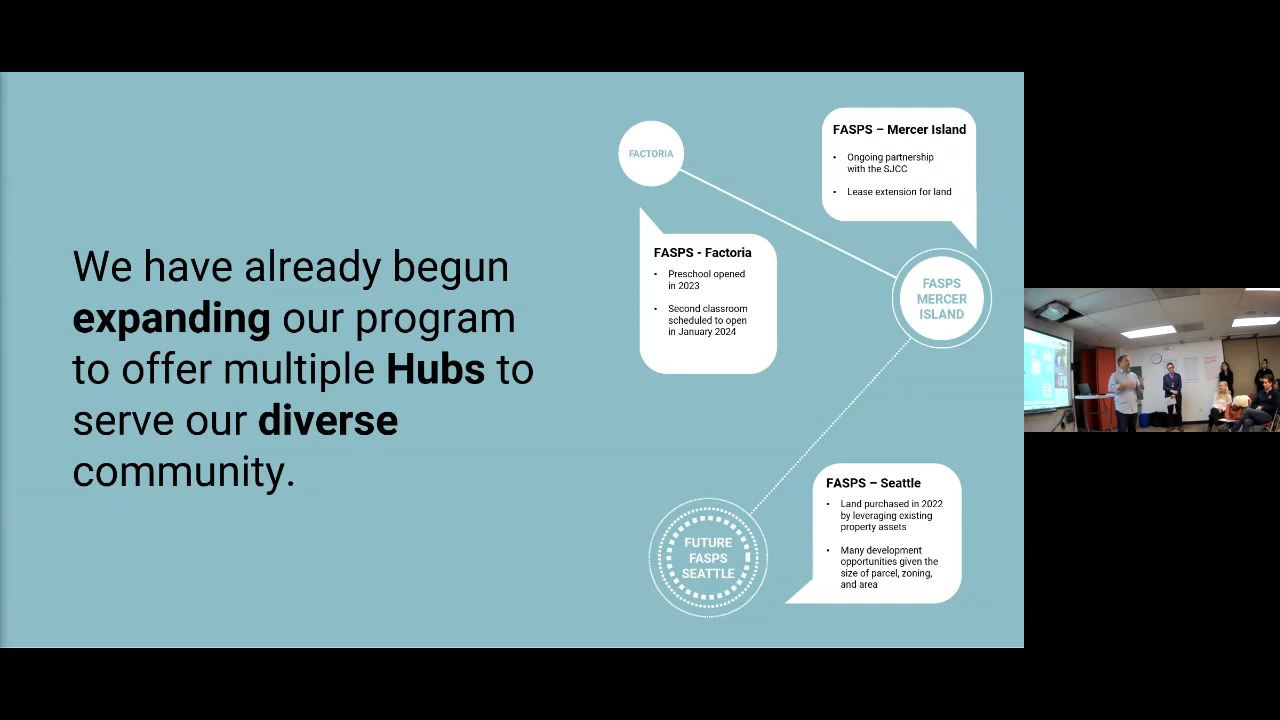 We have already begun
expanding our program
to offer multiple Hubs to
serve our diverse
community.
FACTORIA
FASPS – Mercer Island
• Ongoing partnership
with the SJCC
• Lease extension for land
FASPS - Factoria
• Preschool opened
in 2023
• Second classroom
scheduled to open
in January 2024
FASPS
MERCER
ISLAND
FUTURE
FASPS
SEATTLE
FASPS – Seattle
• Land purchased in 2022
by leveraging existing
property assets
• Many development
opportunities given the
size of parcel, zoning,
and area